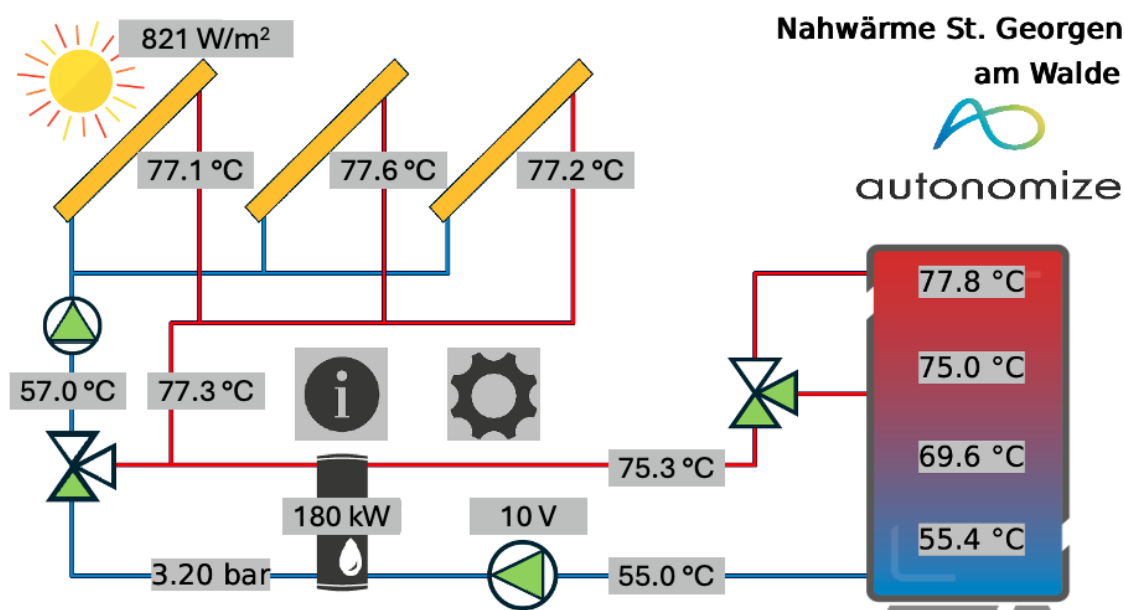 821 W/m²
Nahwärme St. Georgen
am Walde
autonomize
77.1 °C
77.6 °C
77.2 °C
77.8 °C
57.0 °C
77.3 °C
i
75.0 °C
75.3 °C
69.6 °C
180 kW
10 V
55.4 °C
3.20 bar
55.0 °C